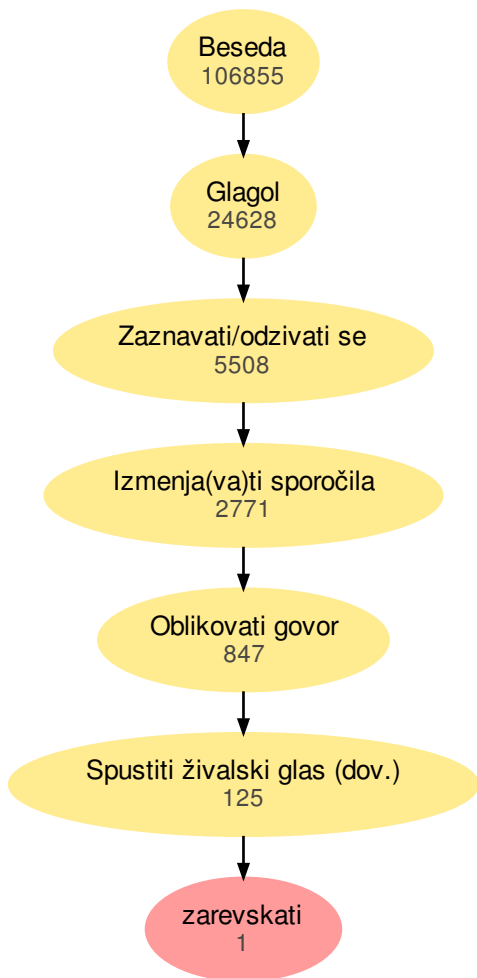 Beseda
106855
Glagol
24628
Zaznavati/odzivati se
5508
Izmenja(va)ti sporočila
2771
Oblikovati govor
847
Spustiti živalski glas (dov.)
125
zarevskati
1